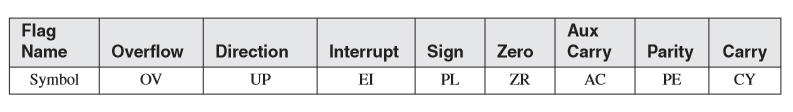 Flag Name Overflow Direction Interrupt Sign Zero Aux Carry Parity Carry
Symbol OV UP EI PL ZR AC PE CY